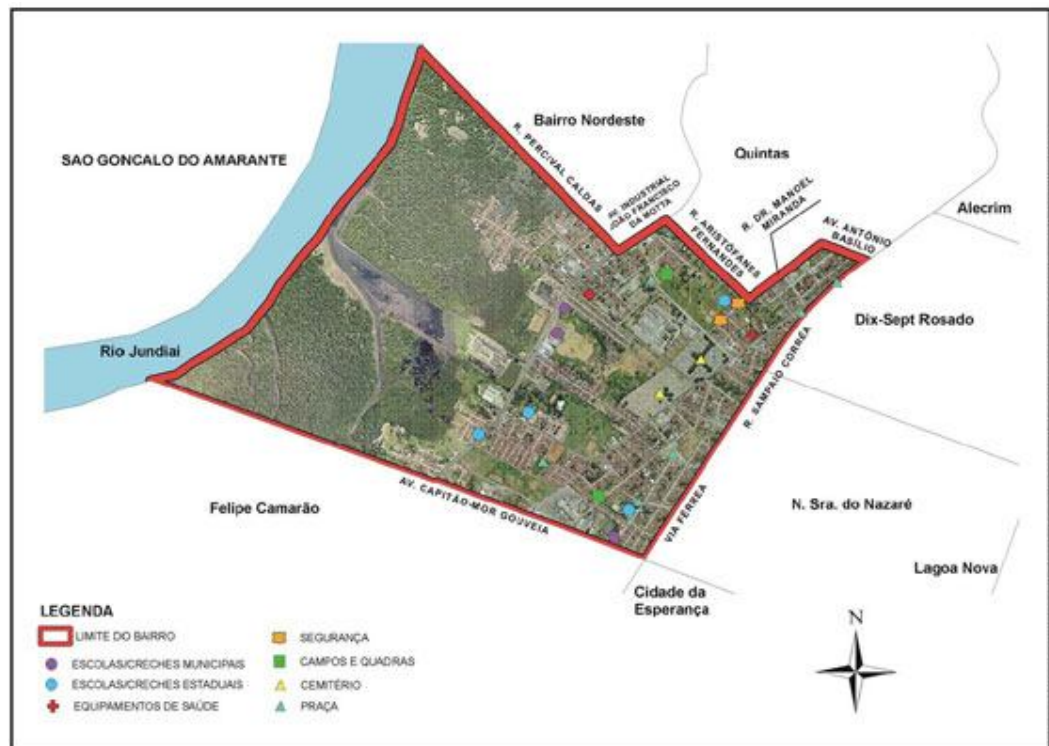 Bairro Nordeste
SAO GONCALO DO AMARANTE
Quintas
R. PERCIVAL CALDAS
AV. INDUSTRIAL
JOÃO FRANCISCO
DA MOTTA
R. ARISTÓFANES
FERNANDES
R. DR. MANOEL
MIRANDA
AV. ANTÔNIO
BASÍLIO
Alecrim
Dix-Sept Rosado
Rio Jundiai
R. SAMPAIO CORRÊA
Felipe Camarão
AV. CAPITÃO-MOR GOUVEIA
VIA FÉRREA
N. Sra. do Nazaré
Lagoa Nova
Cidade da
Esperança
LEGENDA
LIMITE DO BAIRRO
ESCOLAS/CRECHES MUNICIPAIS
ESCOLAS/CRECHES ESTADUAIS
EQUIPAMENTOS DE SAÚDE
SEGURANÇA
CAMPOS E QUADRAS
CEMITÉRIO
PRAÇA
N